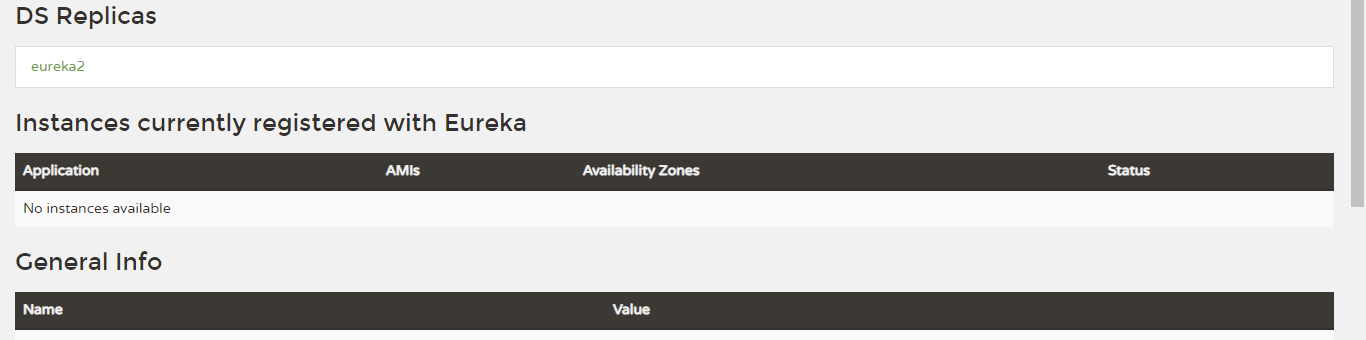 DS Replicas
eureka2
Instances currently registered with Eureka
Application AMIs Availability Zones Status
No instances available
General Info
Name Value